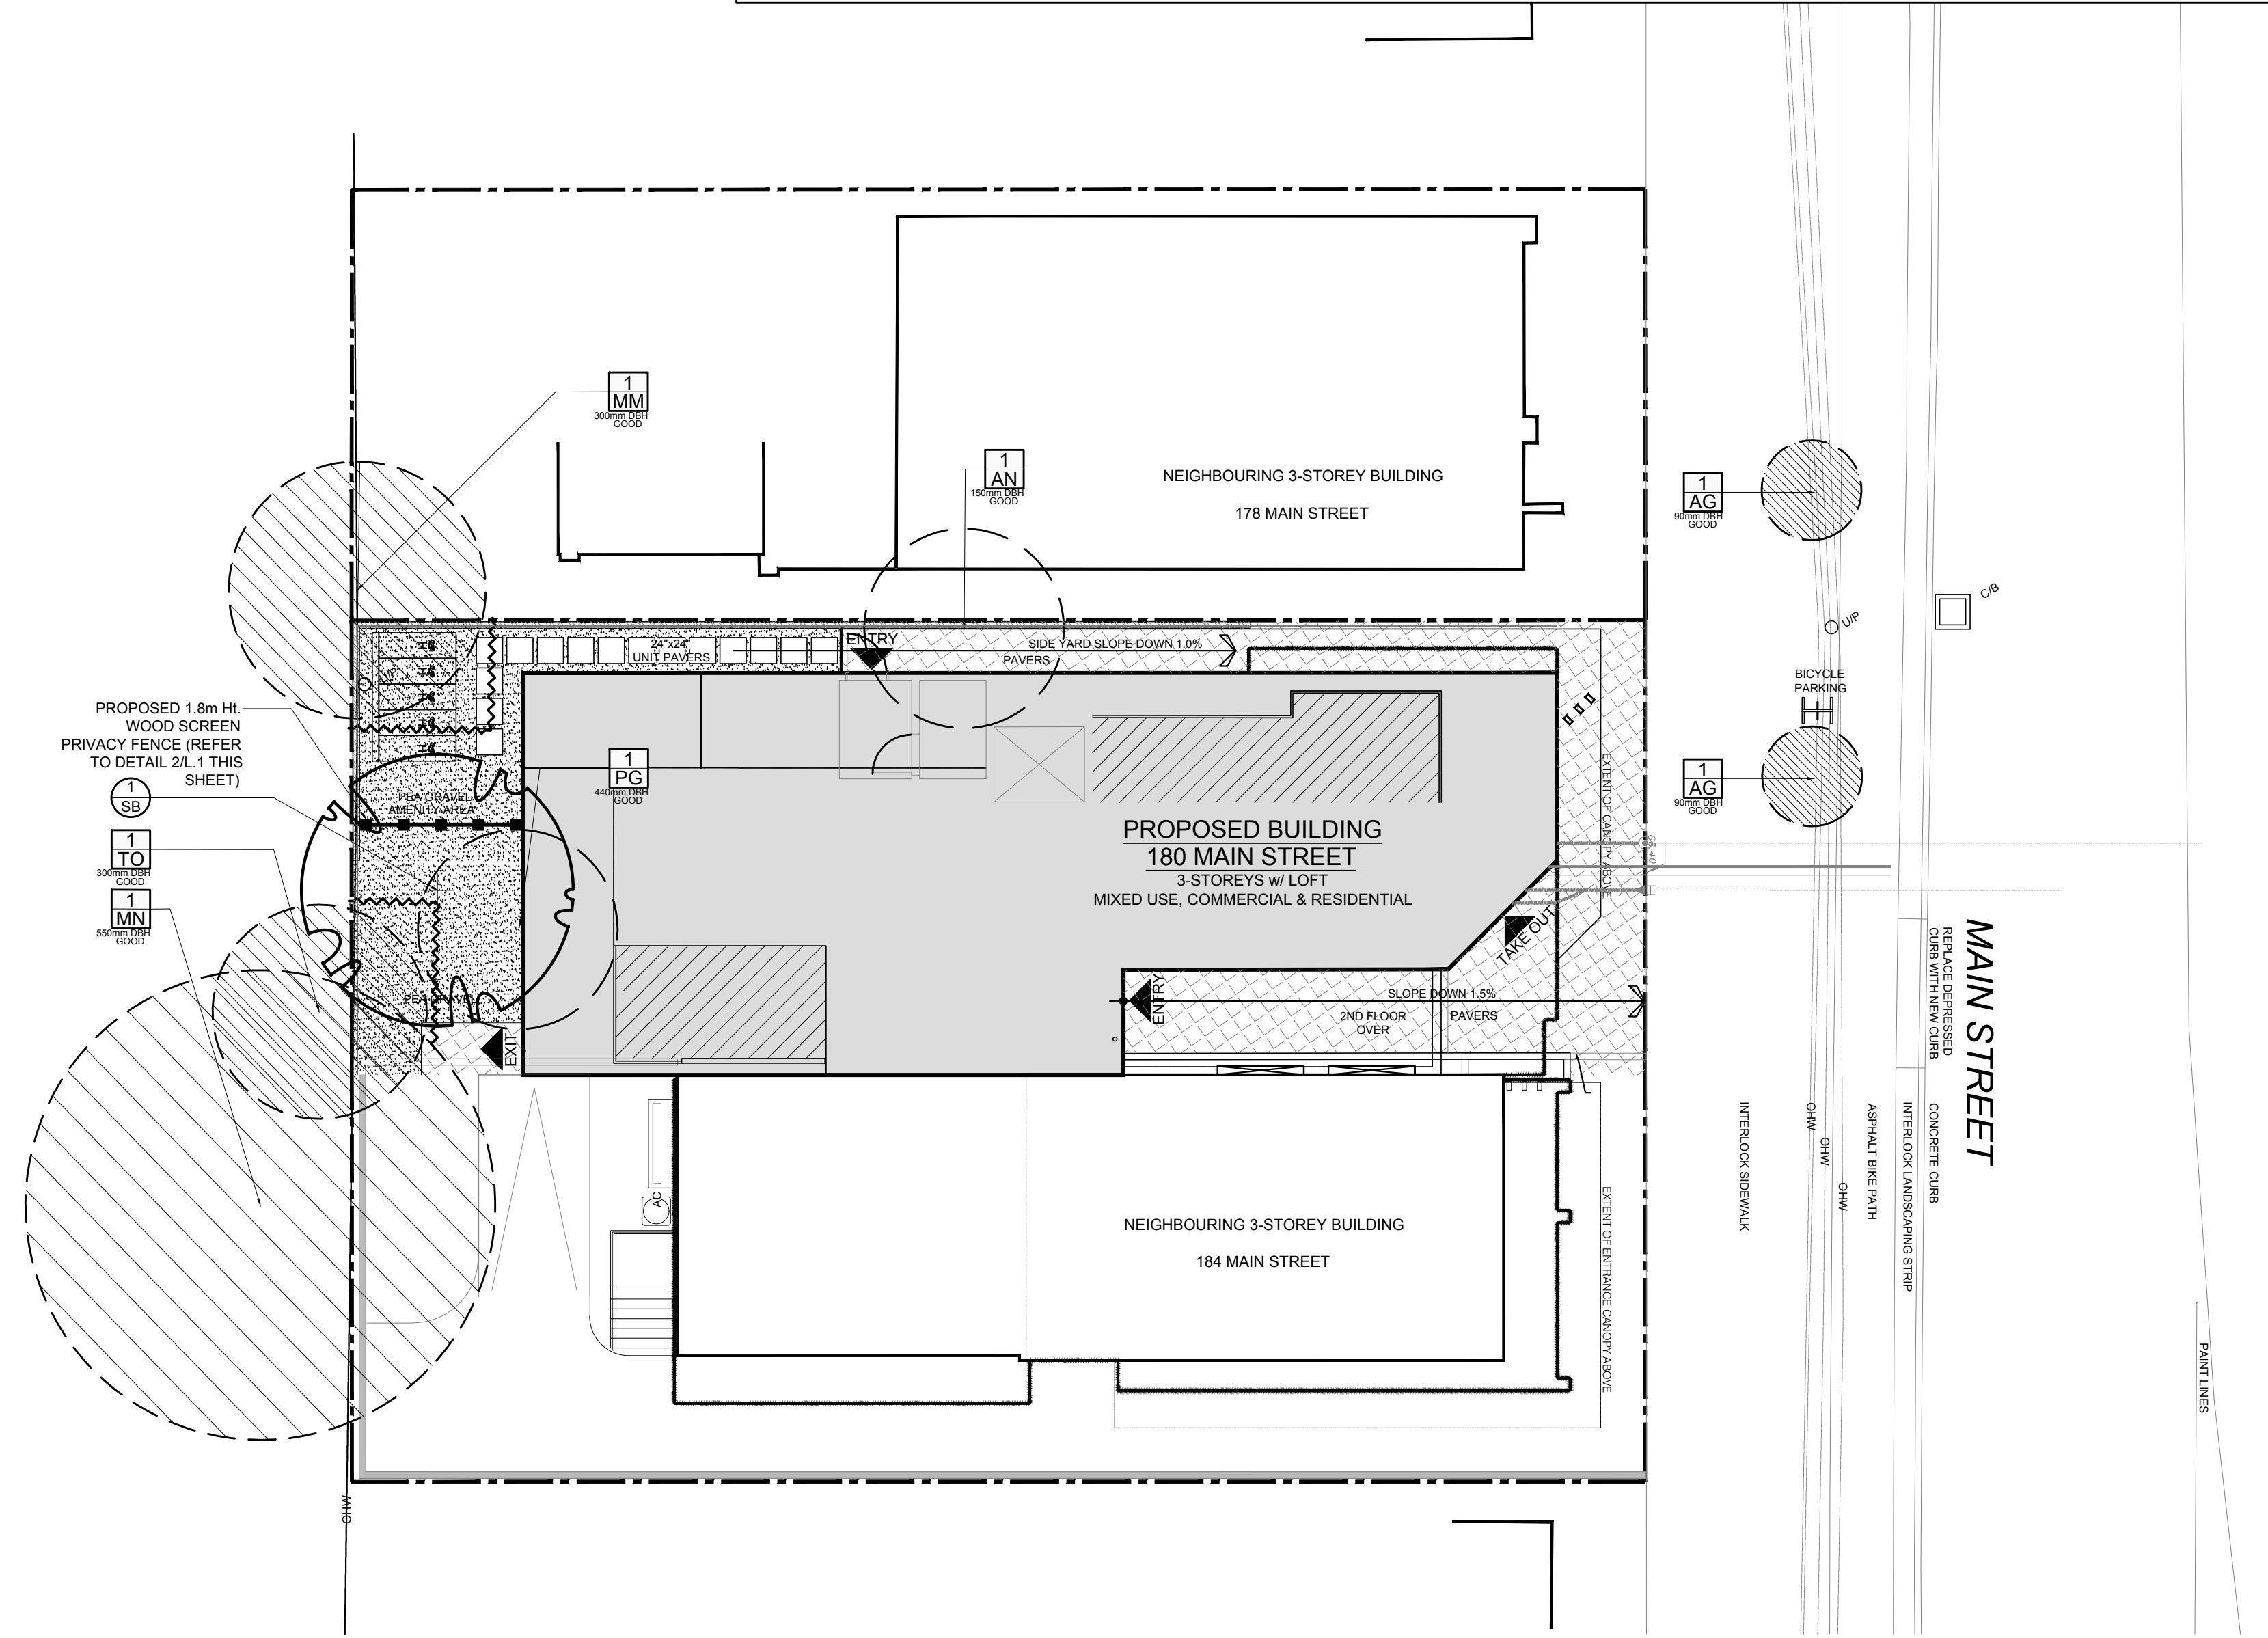 1
MM
300mm DBH
GOOD
1
AN
150mm DBH
GOOD
NEIGHBOURING 3-STOREY BUILDING
178 MAIN STREET
1
AG
90mm DBH
GOOD
C/B
U/P
BICYCLE
PARKING
1
AG
90mm DBH
GOOD
24"x24"
UNIT PAVERS
ENTRY
SIDE YARD SLOPE DOWN 1.0%
PAVERS
PROPOSED 1.8m Ht.
WOOD SCREEN
PRIVACY FENCE (REFER
TO DETAIL 2/L.1 THIS
SHEET)
1
SB
1
TO
300mm DBH
GOOD
1
MN
550mm DBH
GOOD
PEA GRAVEL
AMENITY AREA
1
PG
440mm DBH
GOOD
PROPOSED BUILDING
180 MAIN STREET
3-STOREYS w/ LOFT
MIXED USE, COMMERCIAL & RESIDENTIAL
EXTENT OF CANOPY ABOVE
TAKE OUT
ENTRY
SLOPE DOWN 1.5%
2ND FLOOR
OVER
PAVERS
PEA GRAVEL
EXIT
AC
NEIGHBOURING 3-STOREY BUILDING
184 MAIN STREET
EXTENT OF ENTRANCE CANOPY ABOVE
INTERLOCK SIDEWALK
OHW
OHW
OHW
ASPHALT BIKE PATH
INTERLOCK LANDSCAPING STRIP
CONCRETE CURB
REPLACE DEPRESSED
CURB WITH NEW CURB
MAIN STREET
PAINT LINES
OHW